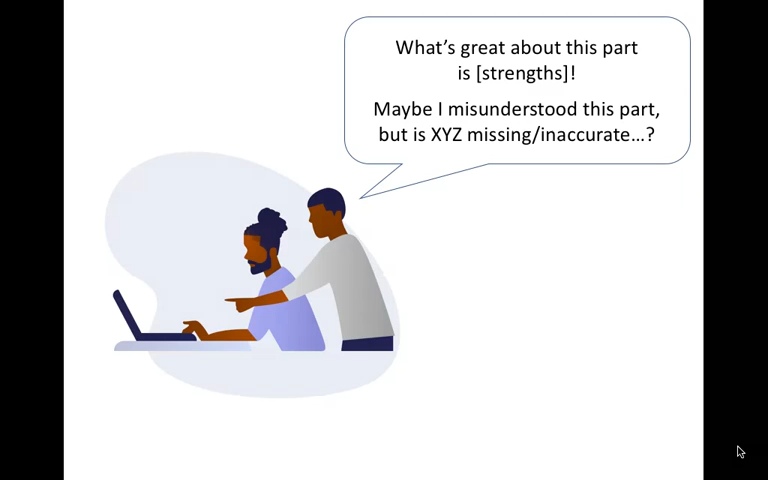 What’s great about this part
is [strengths]!
Maybe I misunderstood this part,
but is XYZ missing/inaccurate…?